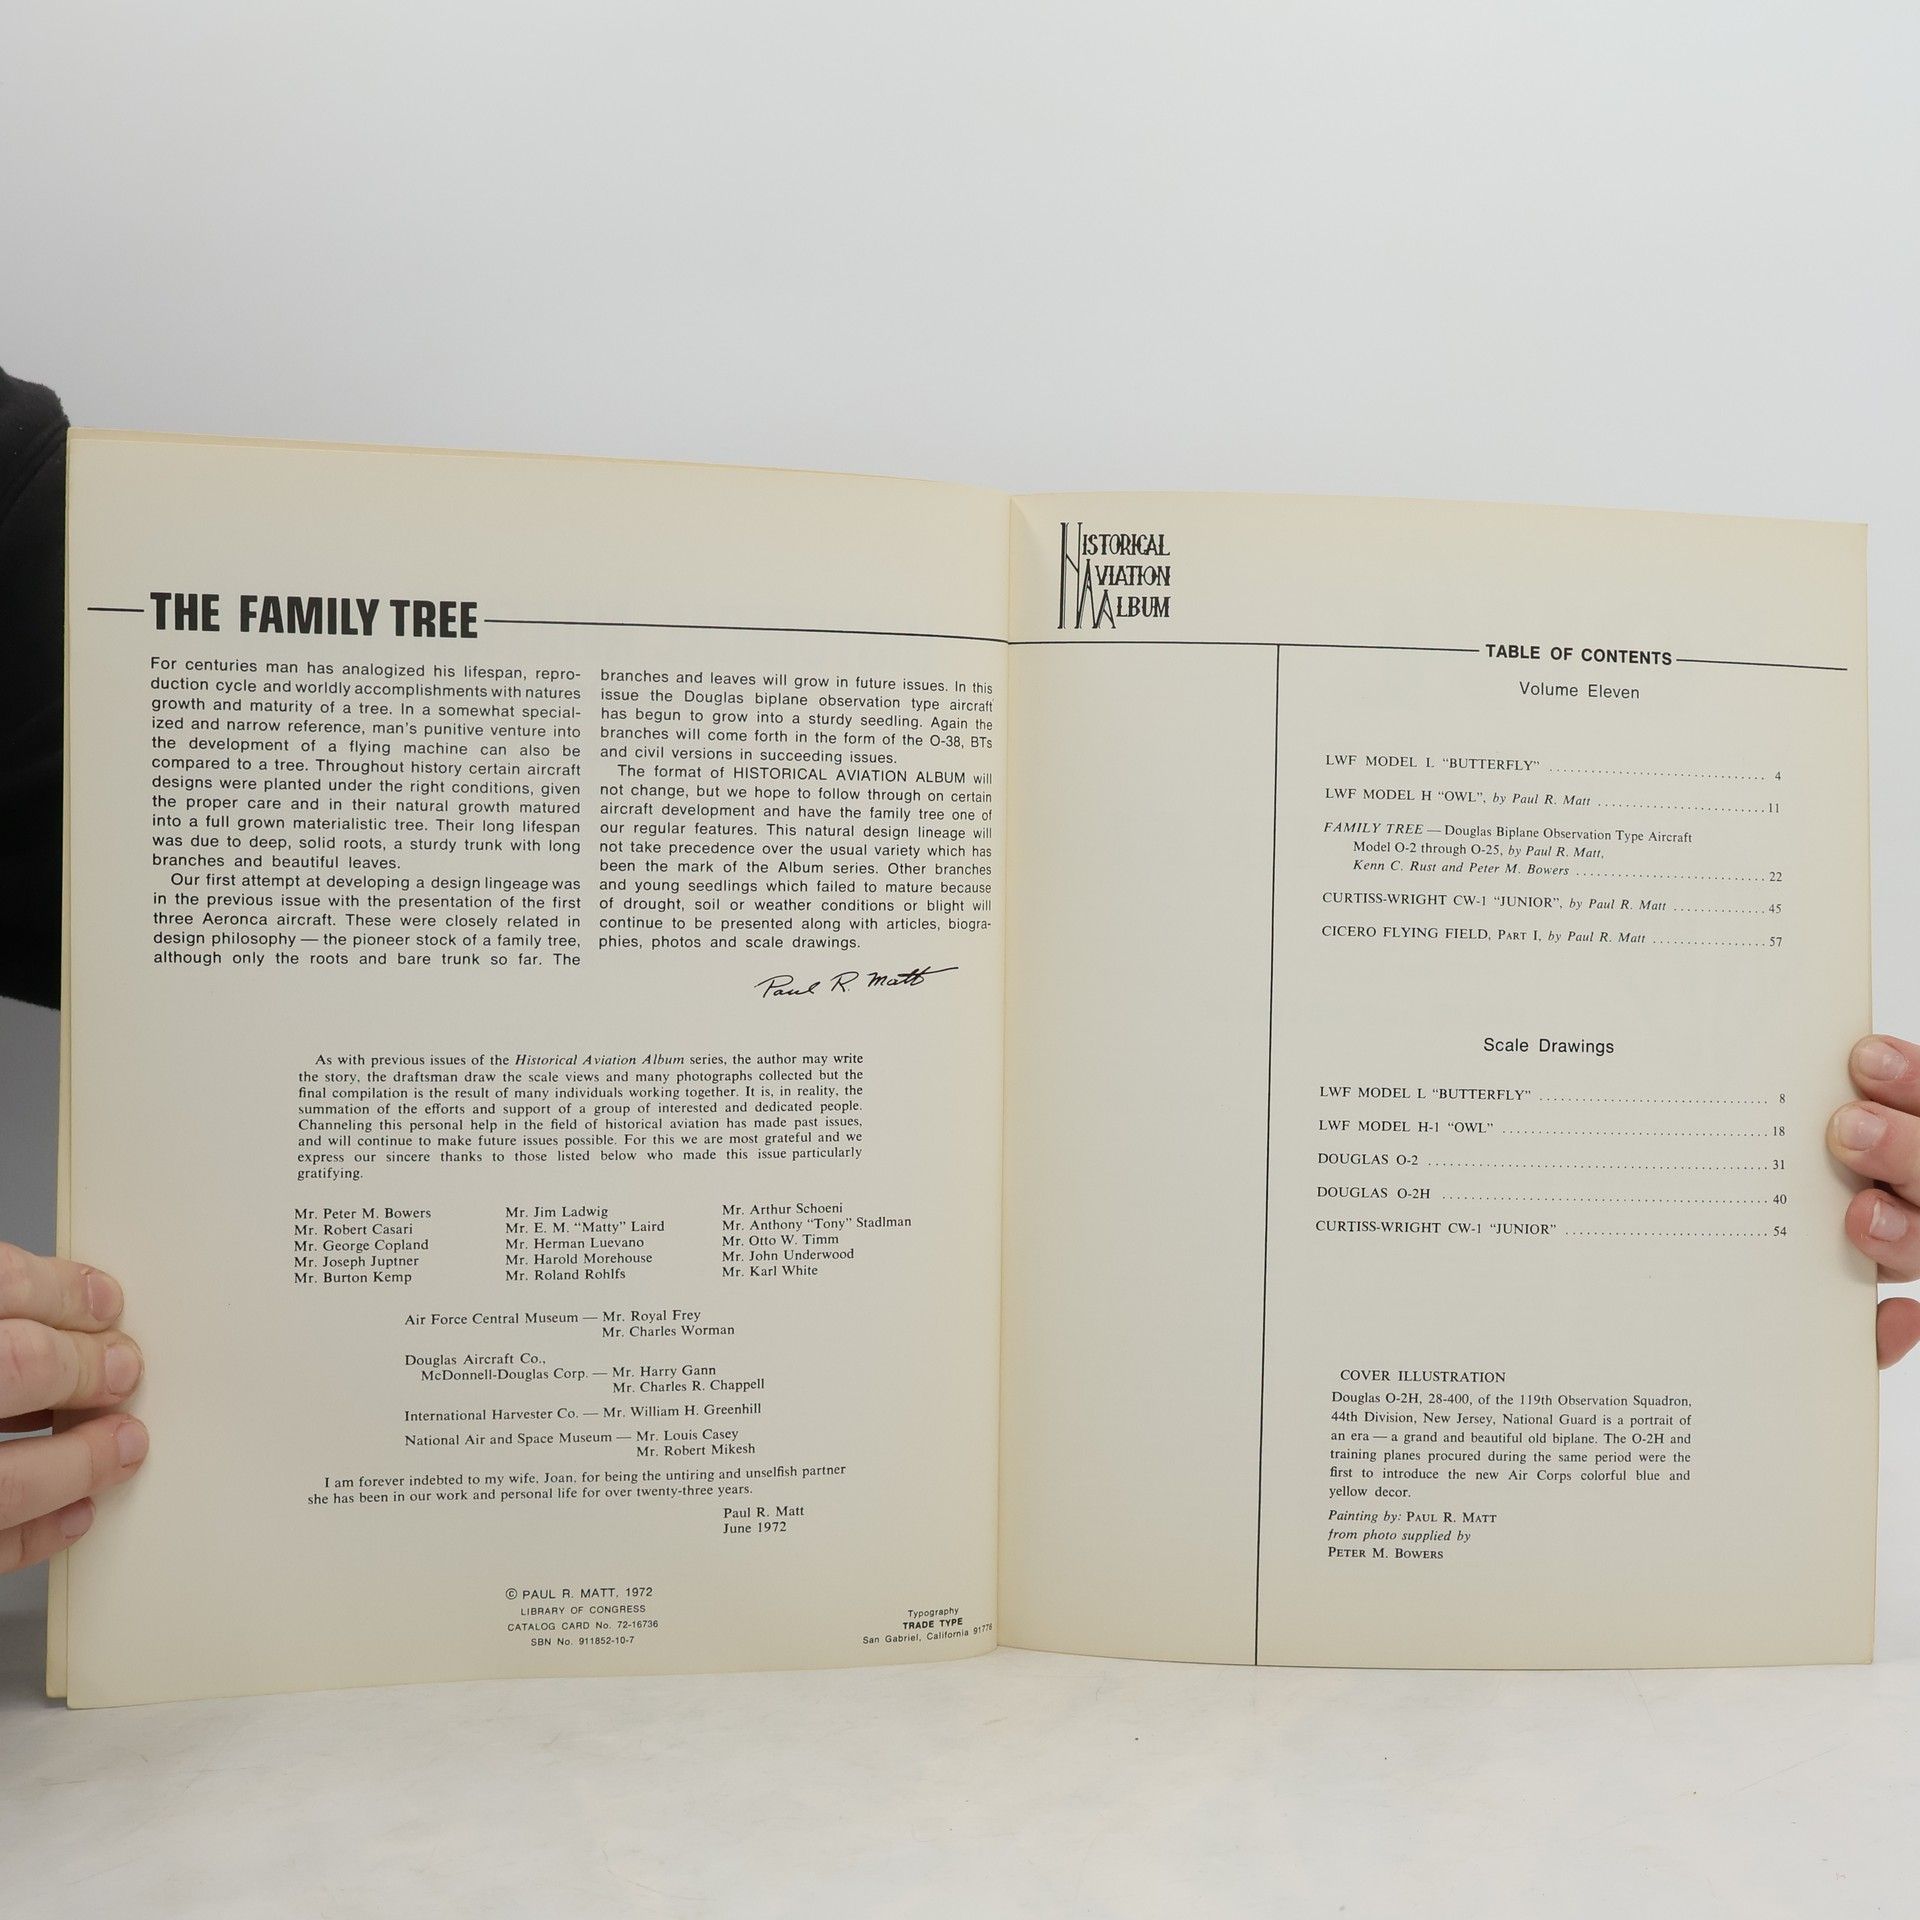 THE FAMILY TREE
For centuries man has analogized his lifespan, repro-
duction cycle and worldly accomplishments with natures
growth and maturity of a tree. In a somewhat special-
ized and narrow reference, man's punitive venture into
the development of a flying machine can also be
compared to a tree. Throughout history certain aircraft
designs were planted under the right conditions, given
the proper care and in their natural growth matured
into a full grown materialistic tree. Their long lifespan
was due to deep, solid roots, a sturdy trunk with long
branches and beautiful leaves.
Our first attempt at developing a design lingeage was
in the previous issue with the presentation of the first
three Aeronca aircraft. These were closely related in
design philosophy — the pioneer stock of a family tree,
although only the roots and bare trunk so far. The
branches and leaves will grow in future issues. In this
issue the Douglas biplane observation type aircraft
has begun to grow into a sturdy seedling. Again the
branches will come forth in the form of the O-38, BTs
and civil versions in succeeding issues.
The format of HISTORICAL AVIATION ALBUM will
not change, but we hope to follow through on certain
aircraft development and have the family tree one of
our regular features. This natural design lineage will
not take precedence over the usual variety which has
been the mark of the Album series. Other branches
and young seedlings which failed to mature because
of drought, soil or weather conditions or blight will
continue to be presented along with articles, biogra-
phies, photos and scale drawings.
Paul R. Matt
As with previous issues of the Historical Aviation Album series, the author may write
the story, the draftsman draw the scale views and many photographs collected but the
final compilation is the result of many individuals working together. It is, in reality, the
summation of the efforts and support of a group of interested and dedicated people.
Channeling this personal help in the field of historical aviation has made past issues,
and will continue to make future issues possible. For this we are most grateful and we
express our sincere thanks to those listed below who made this issue particularly
gratifying.
Mr. Peter M. Bowers
Mr. Robert Casari
Mr. George Copland
Mr. Joseph Juptner
Mr. Burton Kemp
Mr. Jim Ladwig
Mr. E. M. "Matty" Laird
Mr. Herman Luevano
Mr. Harold Morehouse
Mr. Roland Rohlfs
Mr. Arthur Schoeni
Mr. Anthony "Tony" Stadlman
Mr. Otto W. Timm
Mr. John Underwood
Mr. Karl White
Air Force Central Museum — Mr. Royal Frey
Mr. Charles Worman
Douglas Aircraft Co.,
McDonnell-Douglas Corp. — Mr. Harry Gann
Mr. Charles R. Chappell
International Harvester Co. — Mr. William H. Greenhill
National Air and Space Museum — Mr. Louis Casey
Mr. Robert Mikesh
I am forever indebted to my wife, Joan, for being the untiring and unselfish partner
she has been in our work and personal life for over twenty-three years.
Paul R. Matt
June 1972
© PAUL R. MATT, 1972
LIBRARY OF CONGRESS
CATALOG CARD No. 72-16736
SBN No. 911852-10-7
Typography
TRADE TYPE
San Gabriel, California 91776
HISTORICAL
AVIATION
ALBUM
TABLE OF CONTENTS
Volume Eleven
LWF MODEL L "BUTTERFLY" ........ 4
LWF MODEL H "OWL", by Paul R. Matt ........ 11
FAMILY TREE — Douglas Biplane Observation Type Aircraft
Model O-2 through O-25, by Paul R. Matt,
Kenn C. Rust and Peter M. Bowers ........ 22
CURTISS-WRIGHT CW-1 "JUNIOR", by Paul R. Matt ........ 45
CICERO FLYING FIELD, PART I, by Paul R. Matt ........ 57
Scale Drawings
LWF MODEL L "BUTTERFLY" ........ 8
LWF MODEL H-1 "OWL" ........ 18
DOUGLAS O-2 ........ 31
DOUGLAS O-2H ........ 40
CURTISS-WRIGHT CW-1 "JUNIOR" ........ 54
COVER ILLUSTRATION
Douglas O-2H, 28-400, of the 119th Observation Squadron,
44th Division, New Jersey, National Guard is a portrait of
an era — a grand and beautiful old biplane. The O-2H and
training planes procured during the same period were the
first to introduce the new Air Corps colorful blue and
yellow decor.
Painting by: PAUL R. MATT
from photo supplied by
PETER M. BOWERS